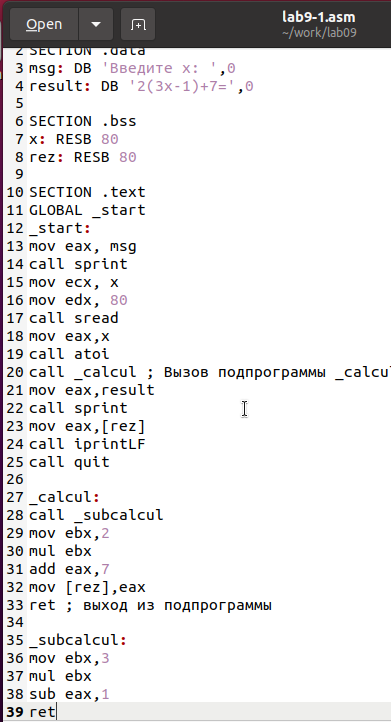 Open
lab9-1.asm
~/work/lab09
2 SECTION .data
3 msg: DB 'Введите x: ',0
4 result: DB '2(3x-1)+7=',0
5
6 SECTION .bss
7 x: RESB 80
8 rez: RESB 80
9
10 SECTION .text
11 GLOBAL _start
12 _start:
13 mov eax, msg
14 call sprint
15 mov ecx, x
16 mov edx, 80
17 call sread
18 mov eax,x
19 call atoi
20 call _calcul ; Вызов подпрограммы _calcul
21 mov eax,result
22 call sprint
23 mov eax,[rez]
24 call iprintLF
25 call quit
26
27 _calcul:
28 call _subcalcul
29 mov ebx,2
30 mul ebx
31 add eax,7
32 mov [rez],eax
33 ret ; выход из подпрограммы
34
35 _subcalcul:
36 mov ebx,3
37 mul ebx
38 sub eax,1
39 ret